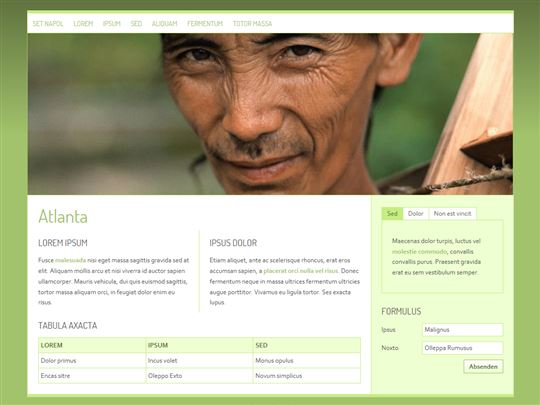 SET NAPOL LOREM IPSUM SED ALIQUAM FERMENTUM TOTOR MASSA
Atlanta
LOREM IPSUM
Fusce malesuada nisi eget massa sagittis gravida sed at
elit. Aliquam mollis arcu et nisi viverra id auctor sapien
ullamcorper. Mauris vehicula, dui quis euismod sagittis,
tortor massa aliquam orci, in feugiat dolor enim eu
risus.
IPSUS DOLOR
Etiam aliquet, ante ac scelerisque rhoncus, erat eros
accumsan sapien, a placerat orci nulla vel risus. Donec
fermentum neque in massa ultrices fermentum ultricies
augue porttitor. Vivamus eu ligula tortor. Ses exacta
lupus.
TABULA AXACTA
LOREM IPSUM SED
Dolor primus Incus volet Monus opulus
Encas sitre Oleppo Exto Novum simplicus
Sed Dolor Non est vincit
Maecenas dolor turpis, luctus vel
molestie commodo, convallis
convallis purus. Praesent gravida
erat eu sem vestibulum semper.
FORMULUS
Ipsus Malignus
Noxto Olleppa Rumusus
Absenden